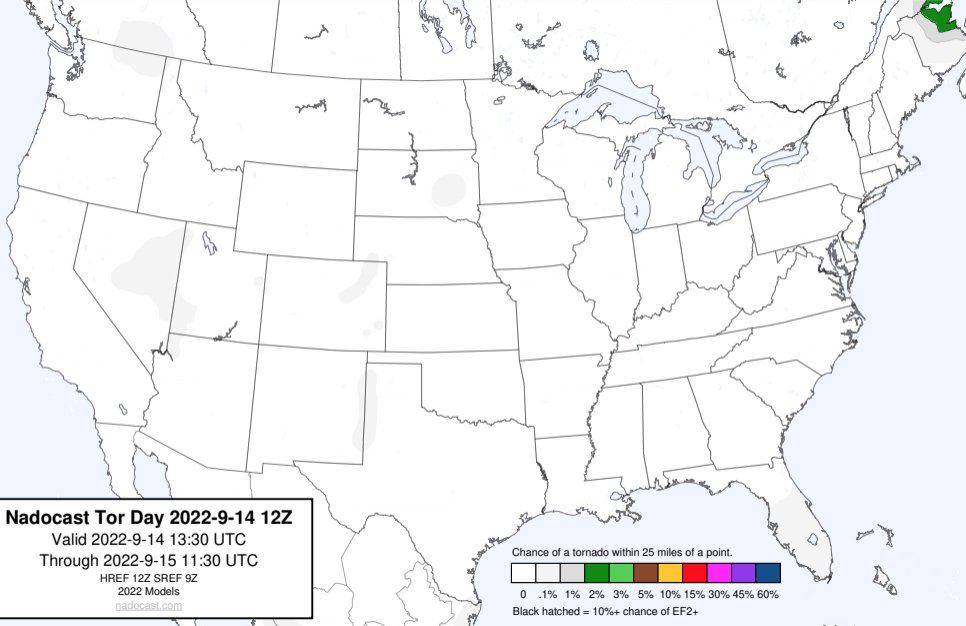 Nadocast Tor Day 2022-9-14 12Z
Valid 2022-9-14 13:30 UTC
Through 2022-9-15 11:30 UTC
HREF 12Z SREF 9Z
2022 Models
nadocast.com
Chance of a tornado within 25 miles of a point.
0 .1% 1% 2% 3% 5% 10% 15% 30% 45% 60%
Black hatched = 10%+ chance of EF2+